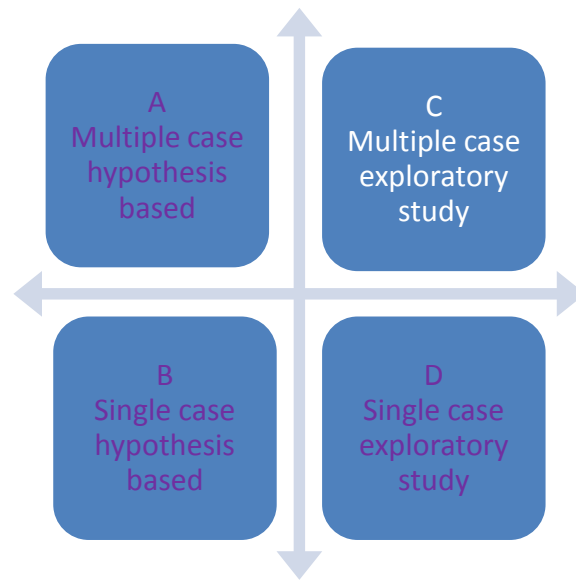 A
Multiple case
hypothesis
based
C
Multiple case
exploratory
study
B
Single case
hypothesis
based
D
Single case
exploratory
study